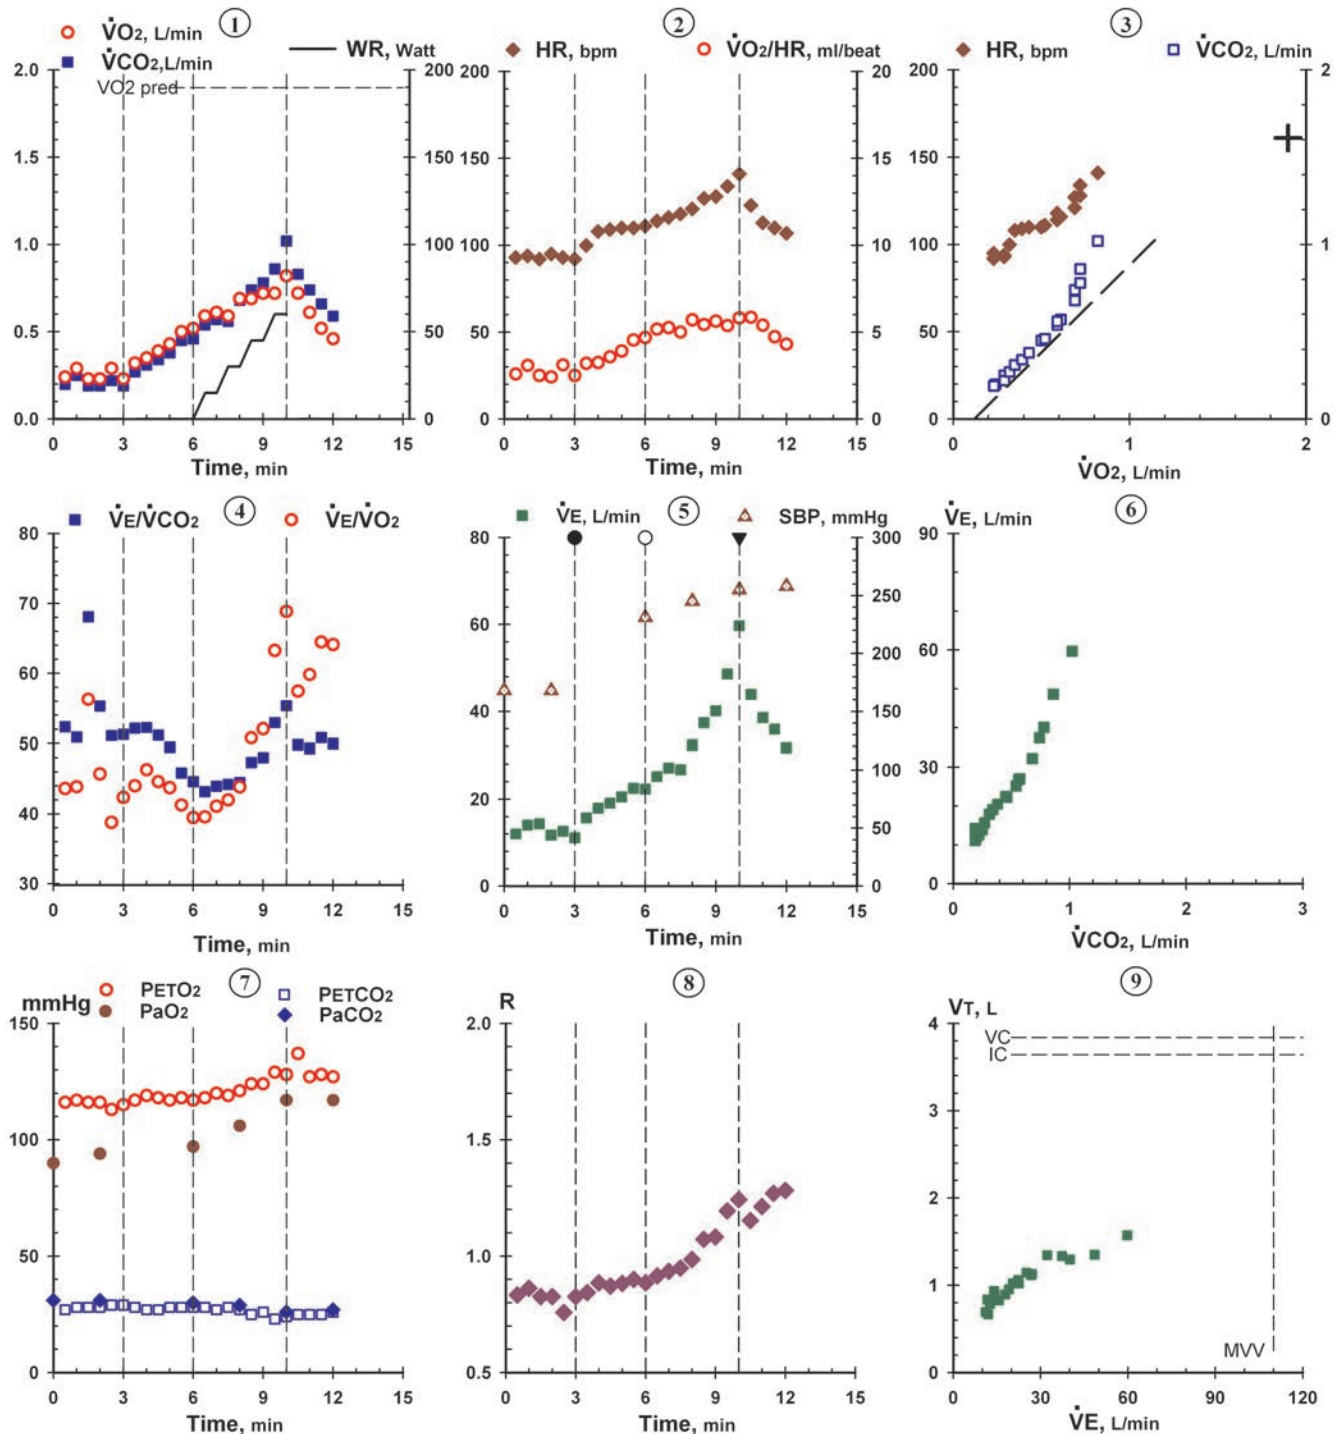 ① V̇O2, L/min
V̇CO2,L/min
WR, Watt
VO2 pred
2.0 1.5 1.0 0.5 0.0
200 150 100 50 0
0 3 6 9 12 15
Time, min
② HR, bpm V̇O2/HR, ml/beat
200 150 100 50 0
20 15 10 5 0
0 3 6 9 12 15
Time, min
③ HR, bpm V̇CO2, L/min
200 150 100 50 0
2 1 0
0 1 2
V̇O2, L/min
④ V̇E/V̇CO2 V̇E/V̇O2
80 70 60 50 40 30
0 3 6 9 12 15
Time, min
⑤ V̇E, L/min SBP, mmHg
80 60 40 20 0
300 250 200 150 100 50 0
0 3 6 9 12 15
Time, min
⑥ V̇E, L/min
90 60 30 0
0 1 2 3
V̇CO2, L/min
⑦ mmHg
PETO2 PETCO2
PaO2 PaCO2
150 100 50 0
0 3 6 9 12 15
Time, min
⑧ R
2.0 1.5 1.0 0.5
0 3 6 9 12 15
Time, min
⑨ VT, L
VC
IC
MVV
4 3 2 1 0
0 30 60 90 120
V̇E, L/min